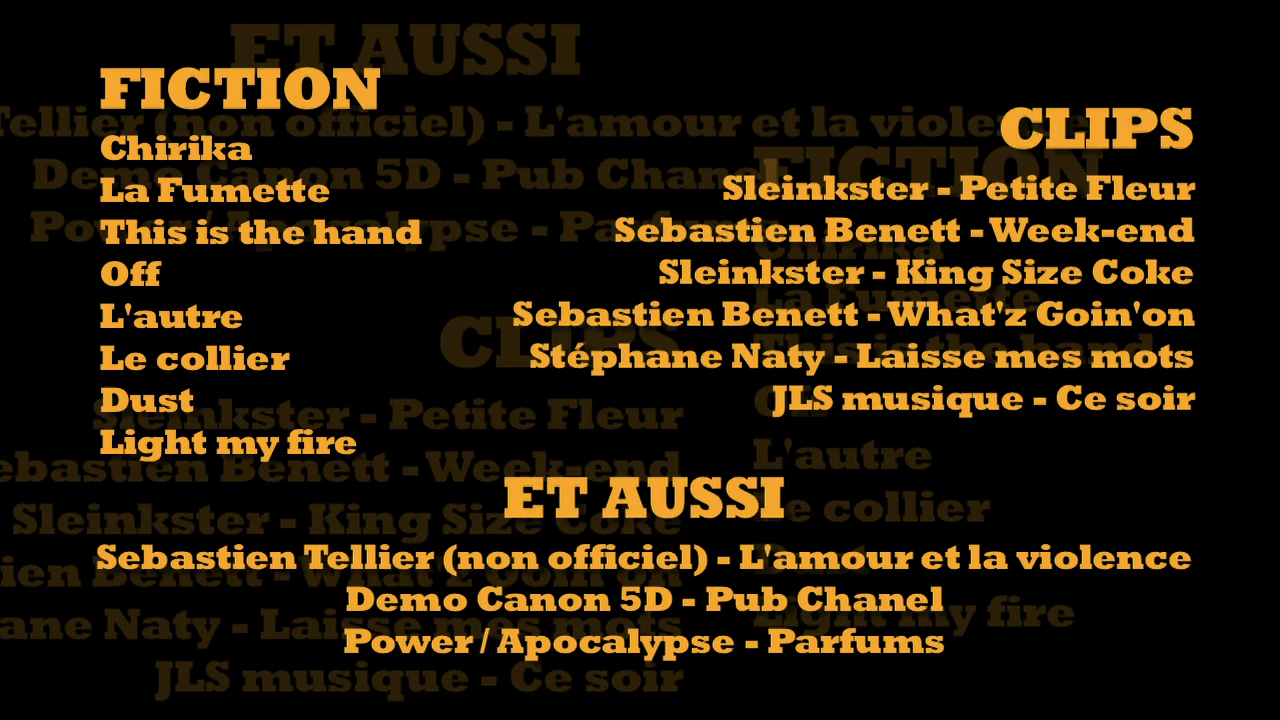 FICTION
Chirika
La Fumette
This is the hand
Off
L'autre
Le collier
Dust
Light my fire
CLIPS
Sleinkster - Petite Fleur
Sebastien Benett - Week-end
Sleinkster - King Size Coke
Sebastien Benett - What'z Goin'on
Stéphane Naty - Laisse mes mots
JLS musique - Ce soir
ET AUSSI
Sebastien Tellier (non officiel) - L'amour et la violence
Demo Canon 5D - Pub Chanel
Power / Apocalypse - Parfums